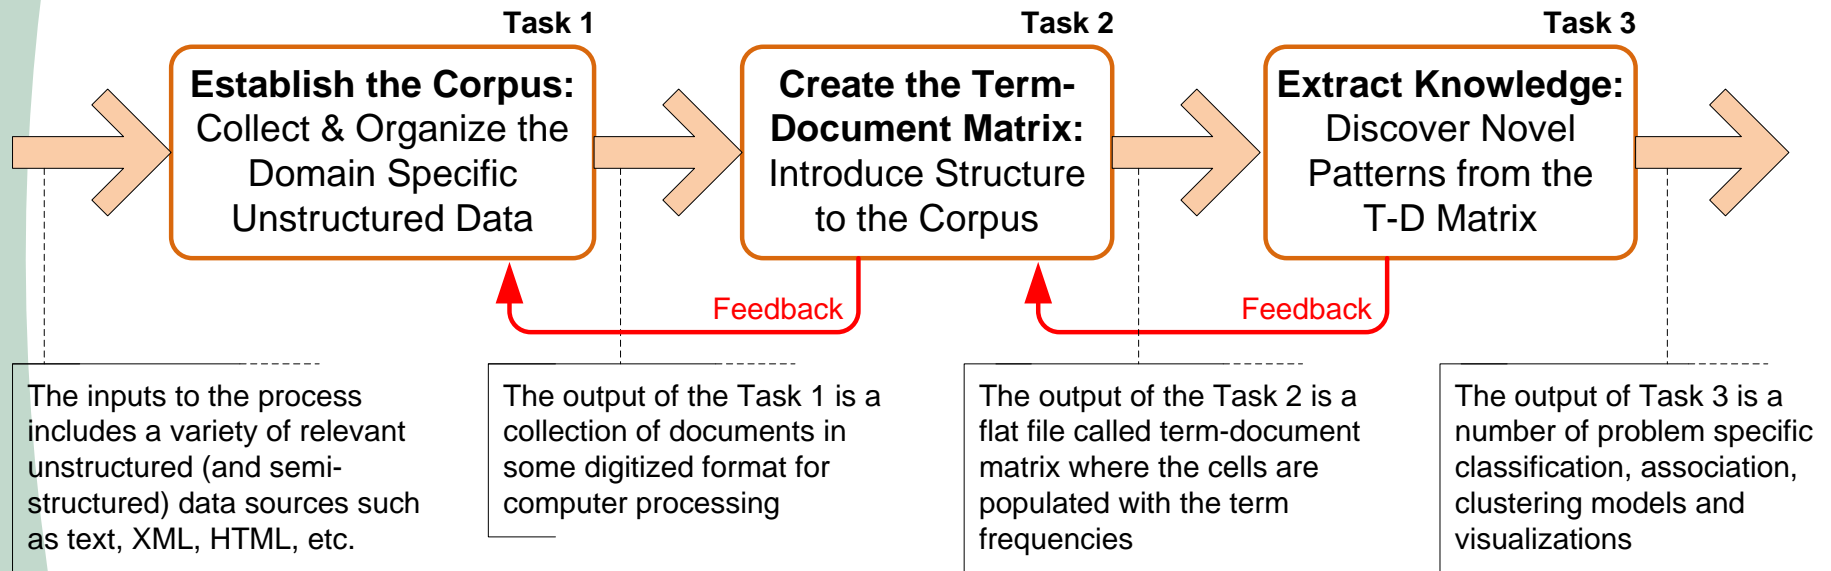 Task 1
Establish the Corpus:
Collect & Organize the
Domain Specific
Unstructured Data
Task 2
Create the Term-
Document Matrix:
Introduce Structure
to the Corpus
Task 3
Extract Knowledge:
Discover Novel
Patterns from the
T-D Matrix
Feedback
Feedback
The inputs to the process
includes a variety of relevant
unstructured (and semi-
structured) data sources such
as text, XML, HTML, etc.
The output of the Task 1 is a
collection of documents in
some digitized format for
computer processing
The output of the Task 2 is a
flat file called term-document
matrix where the cells are
populated with the term
frequencies
The output of Task 3 is a
number of problem specific
classification, association,
clustering models and
visualizations